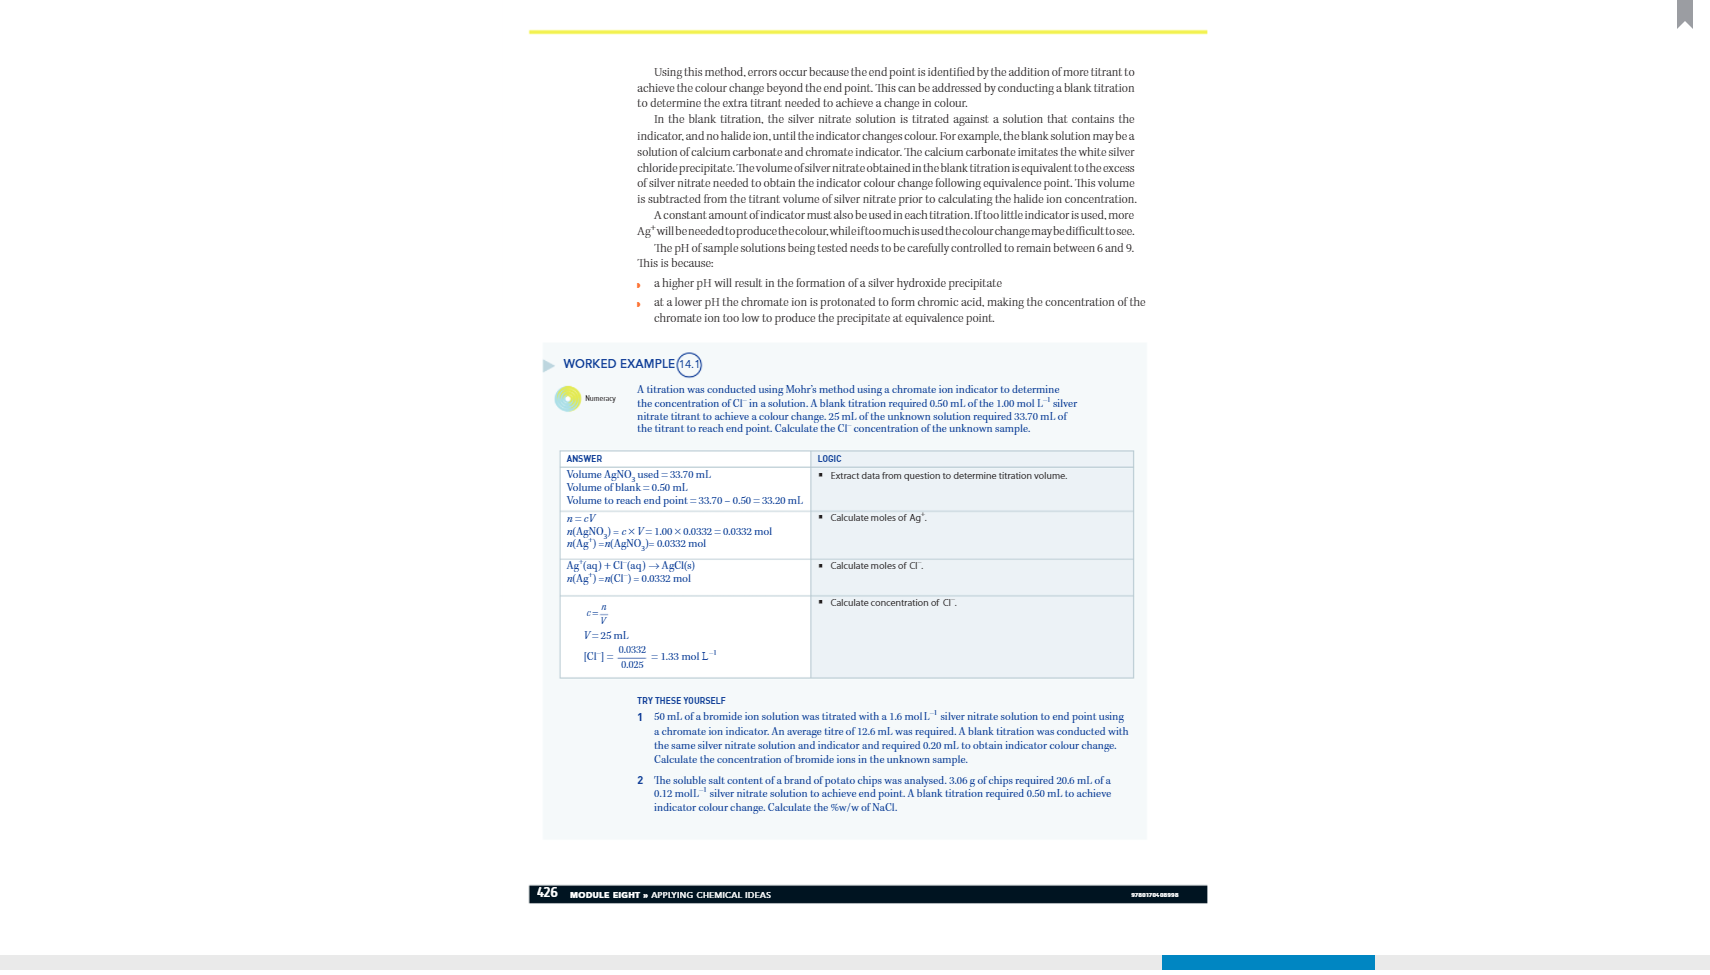 Using this method, errors occur because the end point is identified by the addition of more titrant to
achieve the colour change beyond the end point. This can be addressed by conducting a blank titration
to determine the extra titrant needed to achieve a change in colour.
In the blank titration, the silver nitrate solution is titrated against a solution that contains the
indicator, and no halide ion, until the indicator changes colour. For example, the blank solution may be a
solution of calcium carbonate and chromate indicator. The calcium carbonate imitates the white silver
chloride precipitate. The volume of silver nitrate obtained in the blank titration is equivalent to the excess
of silver nitrate needed to obtain the indicator colour change following equivalence point. This volume
is subtracted from the titrant volume of silver nitrate prior to calculating the halide ion concentration.
A constant amount of indicator must also be used in each titration. If too little indicator is used, more
Ag⁺ will be needed to produce the colour, while if too much is used the colour change may be difficult to see.
The pH of sample solutions being tested needs to be carefully controlled to remain between 6 and 9.
This is because:
a higher pH will result in the formation of a silver hydroxide precipitate
at a lower pH the chromate ion is protonated to form chromic acid, making the concentration of the
chromate ion too low to produce the precipitate at equivalence point.
WORKED EXAMPLE 14.1
Numeracy
A titration was conducted using Mohr's method using a chromate ion indicator to determine
the concentration of Cl⁻ in a solution. A blank titration required 0.50 mL of the 1.00 mol L⁻¹ silver
nitrate titrant to achieve a colour change. 25 mL of the unknown solution required 33.70 mL of
the titrant to reach end point. Calculate the Cl⁻ concentration of the unknown sample.
ANSWER LOGIC
Volume AgNO₃ used = 33.70 mL
Volume of blank = 0.50 mL
Volume to reach end point = 33.70 – 0.50 = 33.20 mL
▪ Extract data from question to determine titration volume.
n = cV
n(AgNO₃) = c × V = 1.00 × 0.0332 = 0.0332 mol
n(Ag⁺) = n(AgNO₃) = 0.0332 mol
▪ Calculate moles of Ag⁺.
Ag⁺(aq) + Cl⁻(aq) → AgCl(s)
n(Ag⁺) = n(Cl⁻) = 0.0332 mol
▪ Calculate moles of Cl⁻.
c = n/V
V = 25 mL
[Cl⁻] = 0.0332/0.025 = 1.33 mol L⁻¹
▪ Calculate concentration of Cl⁻.
TRY THESE YOURSELF
1 50 mL of a bromide ion solution was titrated with a 1.6 mol L⁻¹ silver nitrate solution to end point using
a chromate ion indicator. An average titre of 12.6 mL was required. A blank titration was conducted with
the same silver nitrate solution and indicator and required 0.20 mL to obtain indicator colour change.
Calculate the concentration of bromide ions in the unknown sample.
2 The soluble salt content of a brand of potato chips was analysed. 3.06 g of chips required 20.6 mL of a
0.12 mol L⁻¹ silver nitrate solution to achieve end point. A blank titration required 0.50 mL to achieve
indicator colour change. Calculate the %w/w of NaCl.
426 MODULE EIGHT » APPLYING CHEMICAL IDEAS
9780170408998